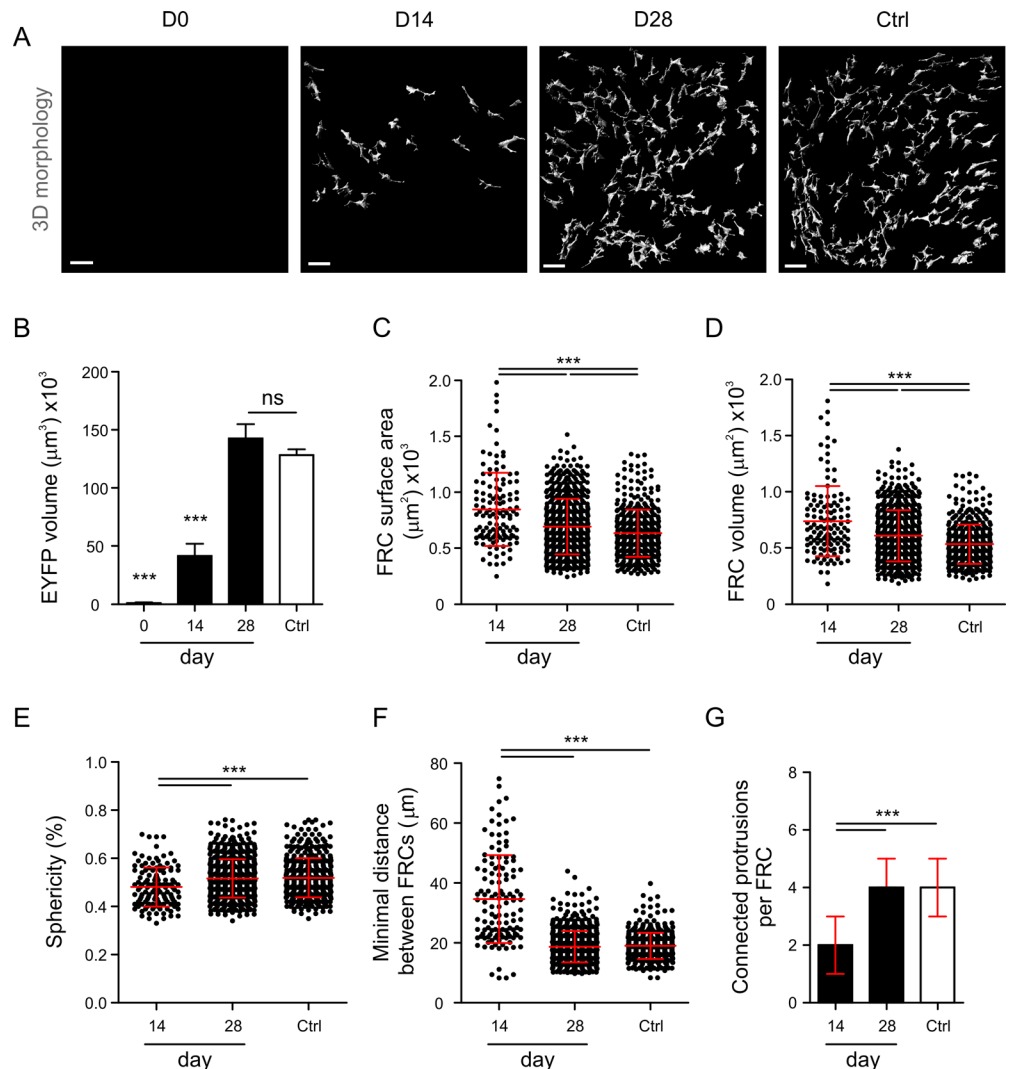 D0 D14 D28 Ctrl
A
3D morphology
B
EYFP volume (μm³) x10³
200
150
100
50
0
ns
***
***
0 14 28 Ctrl
day
C
FRC surface area
(μm²) x10³
2.0
1.5
1.0
0.5
0
***
14 28 Ctrl
day
D
FRC volume (μm²) x10³
2.0
1.5
1.0
0.5
0
***
14 28 Ctrl
day
E
Sphericity (%)
1.0
0.8
0.6
0.4
0.2
0.0
***
14 28 Ctrl
day
F
Minimal distance
between FRCs (μm)
80
60
40
20
0
***
14 28 Ctrl
day
G
Connected protrusions
per FRC
8
6
4
2
0
***
14 28 Ctrl
day